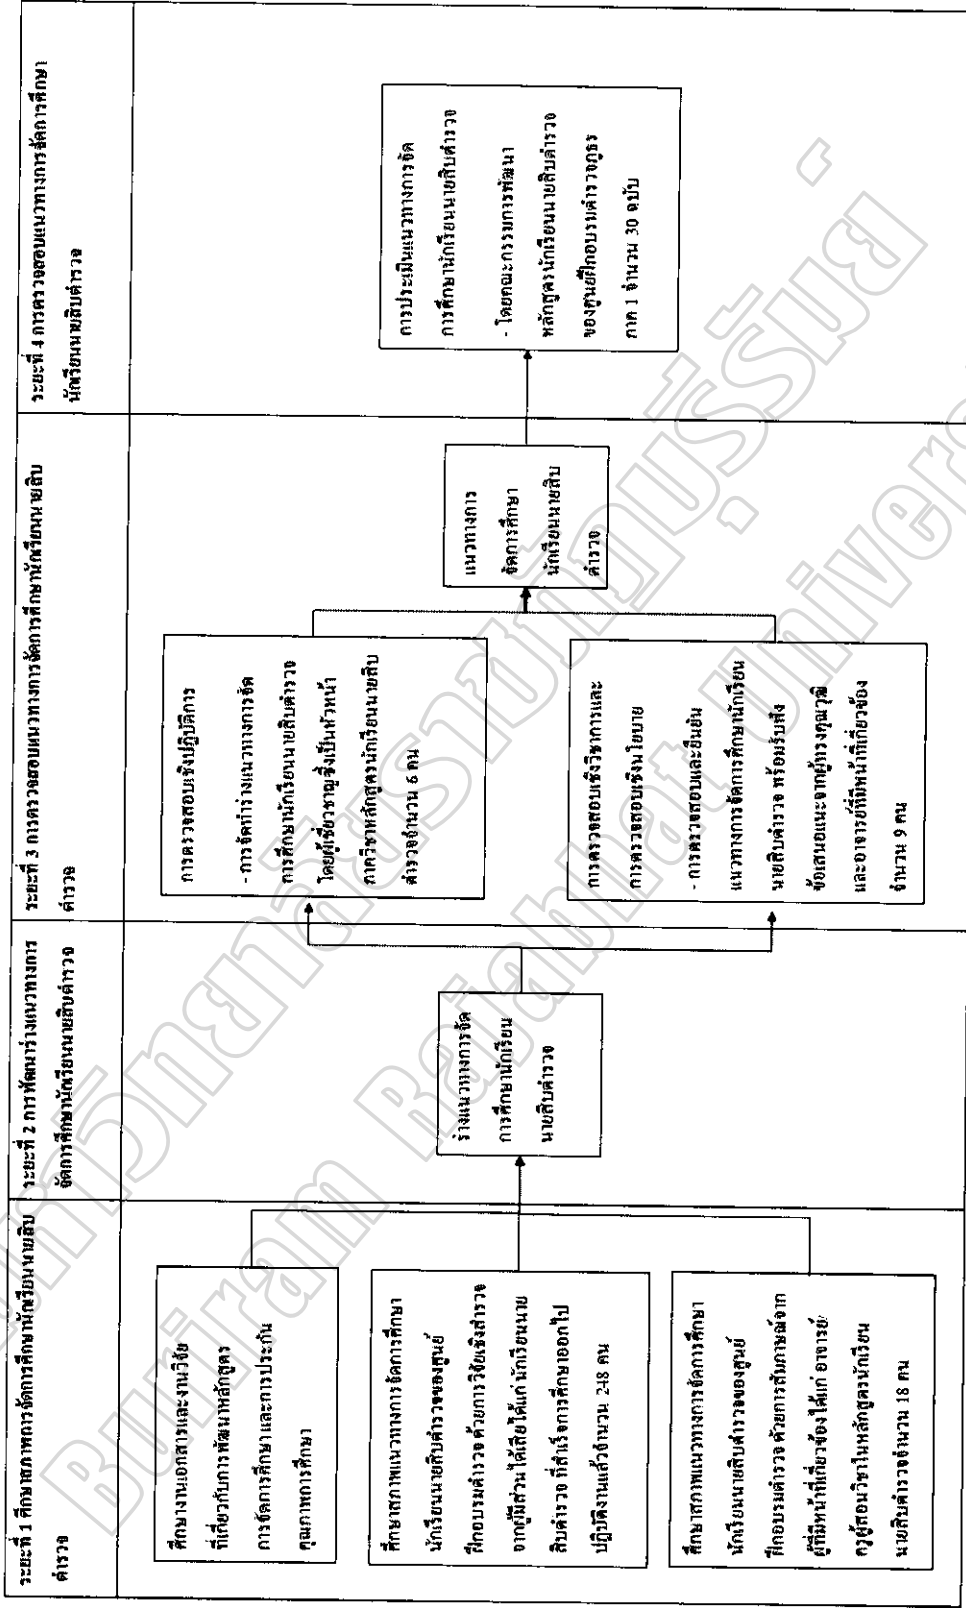 ระยะที่ 1 ศึกษาสภาพการจัดการศึกษานักเรียนนายสิบ
ตำรวจ
ศึกษางานเอกสารและงานวิจัย
ที่เกี่ยวกับการพัฒนาหลักสูตร
การจัดการศึกษาและการประกัน
คุณภาพการศึกษา
ศึกษาสภาพแนวทางการจัดการศึกษา
นักเรียนนายสิบตำรวจของศูนย์
ฝึกอบรมตำรวจ ด้วยการวิจัยเชิงสำรวจ
จากผู้มีส่วนได้เสียได้แก่ นักเรียนนาย
สิบตำรวจ ที่สำเร็จการศึกษาออกไป
ปฏิบัติงานแล้วจำนวน 248 คน
ศึกษาสภาพแนวทางการจัดการศึกษา
นักเรียนนายสิบตำรวจของศูนย์
ฝึกอบรมตำรวจ ด้วยการสัมภาษณ์จาก
ผู้ที่มีหน้าที่เกี่ยวข้อง ได้แก่ อาจารย์/
ครูผู้สอนวิชาในหลักสูตรนักเรียน
นายสิบตำรวจจำนวน 18 คน
ระยะที่ 2 การพัฒนาร่างแนวทางการ
จัดการศึกษานักเรียนนายสิบตำรวจ
ร่างแนวทางการจัด
การศึกษานักเรียน
นายสิบตำรวจ
ระยะที่ 3 การตรวจสอบแนวทางการจัดการศึกษานักเรียนนายสิบ
ตำรวจ
การตรวจสอบเชิงปฏิบัติการ
- การจัดทำร่างแนวทางการจัด
การศึกษานักเรียนนายสิบตำรวจ
โดยผู้เชี่ยวชาญซึ่งเป็นหัวหน้า
ภาควิชาหลักสูตรนักเรียนนายสิบ
ตำรวจจำนวน 6 คน
การตรวจสอบเชิงวิชาการและ
การตรวจสอบเชิงนโยบาย
- การตรวจสอบและยืนยัน
แนวทางการจัดการศึกษานักเรียน
นายสิบตำรวจ พร้อมรับฟัง
ข้อเสนอแนะจากผู้ทรงคุณวุฒิ
และอาจารย์ที่มีหน้าที่เกี่ยวข้อง
จำนวน 9 คน
แนวทางการ
จัดการศึกษา
นักเรียนนายสิบ
ตำรวจ
ระยะที่ 4 การตรวจสอบแนวทางการจัดการศึกษา
นักเรียนนายสิบตำรวจ
การประเมินแนวทางการจัด
การศึกษานักเรียนนายสิบตำรวจ
- โดยคณะกรรมการพัฒนา
หลักสูตรนักเรียนนายสิบตำรวจ
ของศูนย์ฝึกอบรมตำรวจภูธร
ภาค 1 จำนวน 30 ฉบับ
มหาวิทยาลัยราชภัฏบุรีรัมย์
Buriram Rajabhat